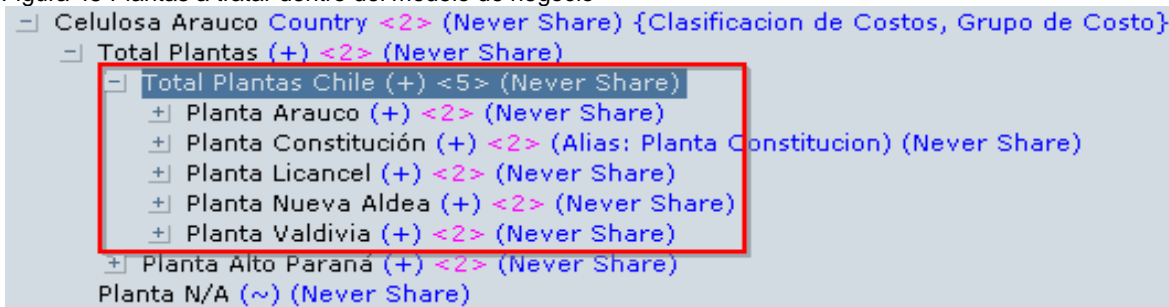 Celulosa Arauco Country <2> (Never Share) {Clasificacion de Costos, Grupo de Costo}
Total Plantas (+) <2> (Never Share)
Total Plantas Chile (+) <5> (Never Share)
Planta Arauco (+) <2> (Never Share)
Planta Constitución (+) <2> (Alias: Planta Constitucion) (Never Share)
Planta Licancel (+) <2> (Never Share)
Planta Nueva Aldea (+) <2> (Never Share)
Planta Valdivia (+) <2> (Never Share)
Planta Alto Paraná (+) <2> (Never Share)
Planta N/A (~) (Never Share)